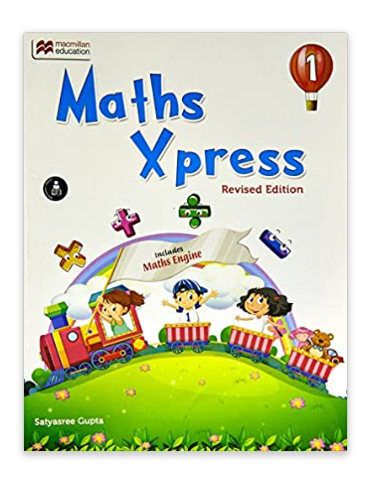 macmillan
education
1
Maths
Xpress
Revised Edition
Includes
Maths Engine
1
Satyasree Gupta